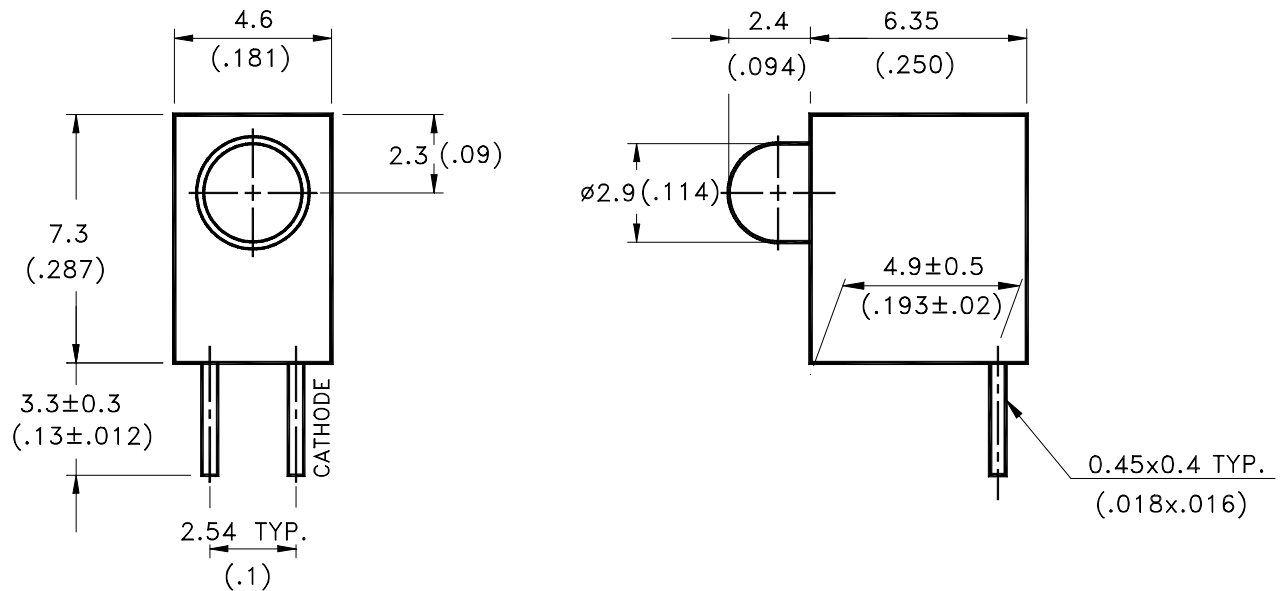 4.6
(.181)
2.3 (.09)
7.3
(.287)
3.3±0.3
(.13±.012)
CATHODE
2.54 TYP.
(.1)
2.4
(.094)
6.35
(.250)
ø2.9(.114)
4.9±0.5
(.193±.02)
0.45x0.4 TYP.
(.018x.016)